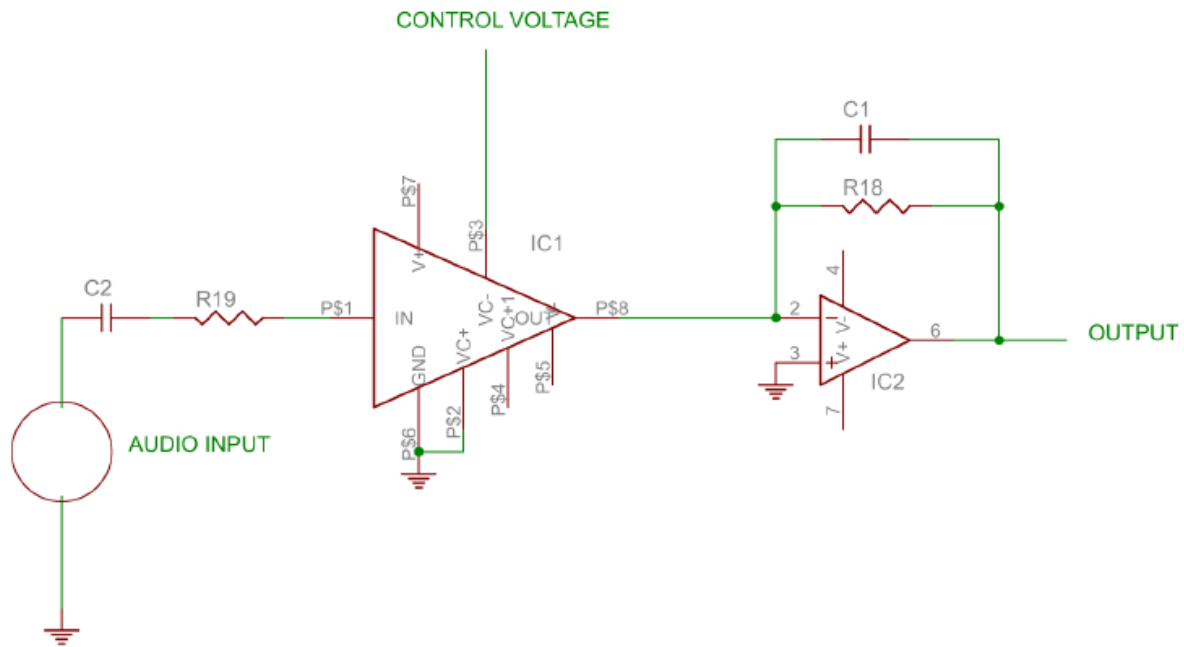 CONTROL VOLTAGE
C1
R18
P$7
P$3
IC1
V+
C2
R19
P$1
IN
VC-
VC+1
OUT
V-
P$8
2
4
V-
6
OUTPUT
3
V+
IC2
7
GND
VC+
P$5
P$4
P$2
P$6
AUDIO INPUT